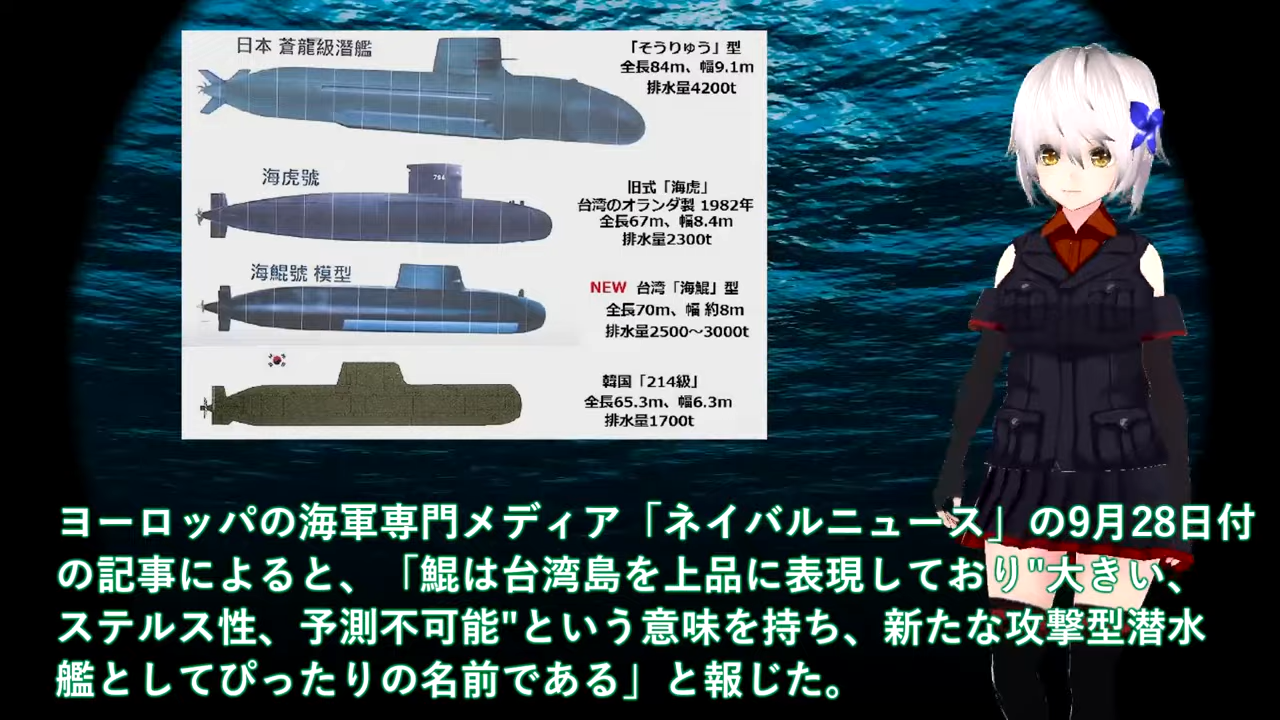 日本 蒼龍級潛艦
「そうりゅう」型
全長84m、幅9.1m
排水量4200t
海虎號
794
旧式「海虎」
台湾のオランダ製 1982年
全長67m、幅8.4m
排水量2300t
海鯤號 模型
NEW 台湾「海鯤」型
全長70m、幅 約8m
排水量2500〜3000t
韓国「214級」
全長65.3m、幅6.3m
排水量1700t
ヨーロッパの海軍専門メディア「ネイバルニュース」の9月28日付
の記事によると、「鯤は台湾島を上品に表現しており"大きい、
ステルス性、予測不可能"という意味を持ち、新たな攻撃型潜水
艦としてぴったりの名前である」と報じた。